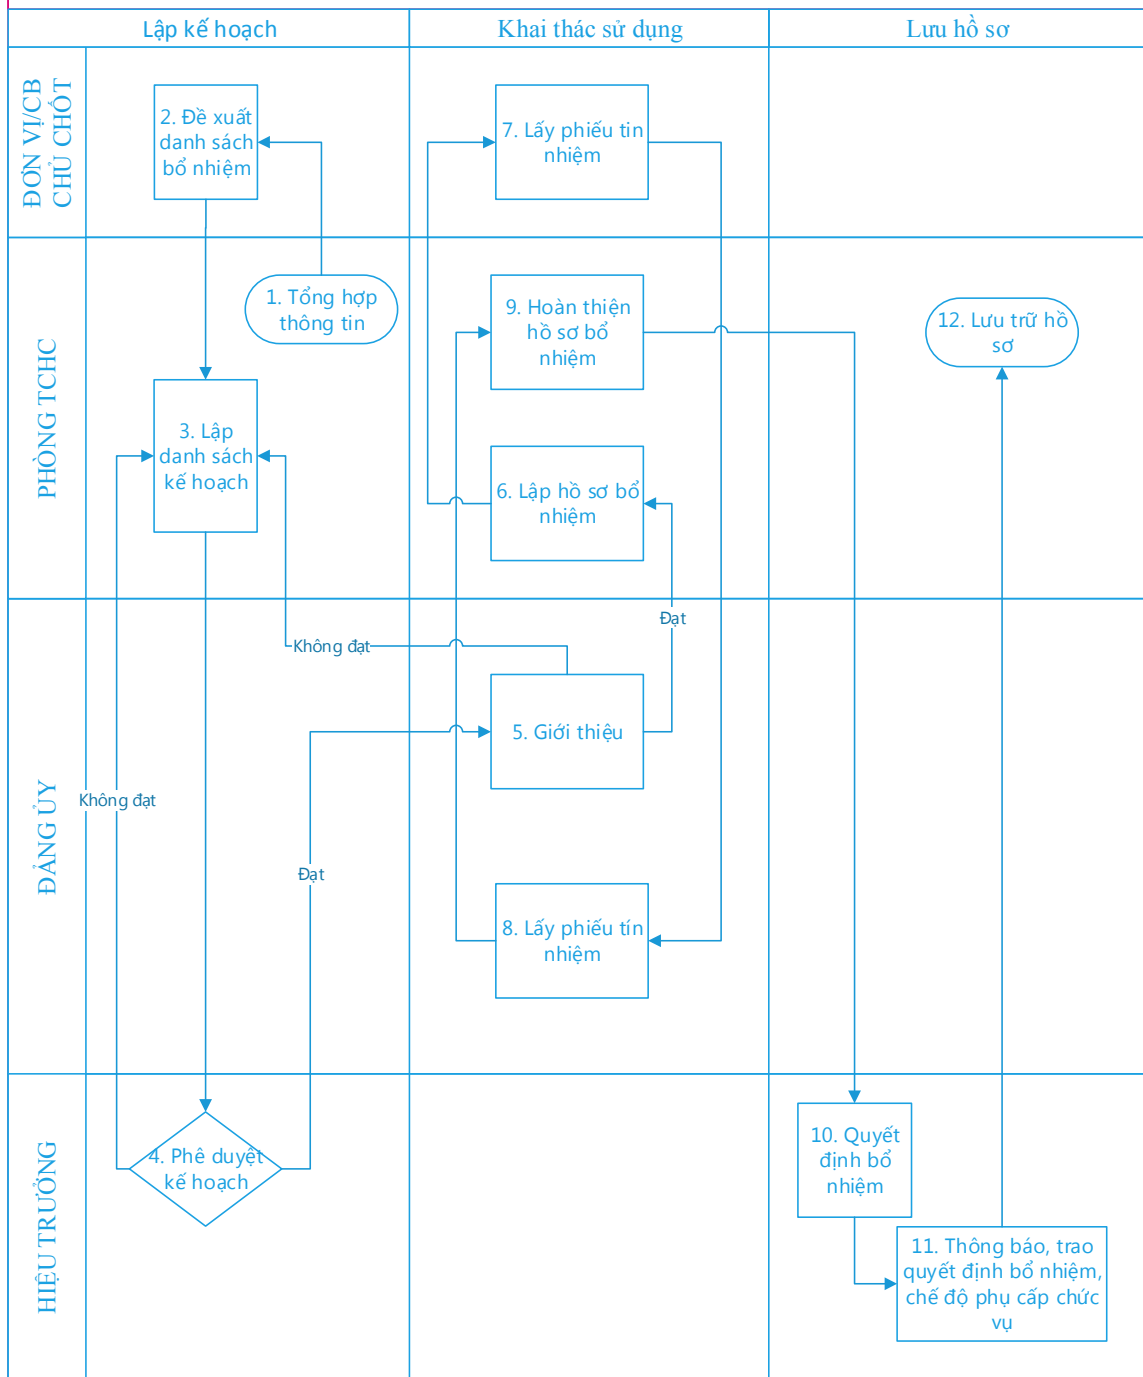 Lập kế hoạch
Khai thác sử dụng
Lưu hồ sơ
ĐƠN VỊ/CB
CHỦ CHỐT
2. Đề xuất
danh sách
bổ nhiệm
7. Lấy phiếu tin
nhiệm
PHÒNG TCHC
1. Tổng hợp
thông tin
9. Hoàn thiện
hồ sơ bổ
nhiệm
12. Lưu trữ hồ
sơ
3. Lập
danh sách
kế hoạch
6. Lập hồ sơ bổ
nhiệm
ĐẢNG ỦY
Đạt
Không đạt
5. Giới thiệu
Không đạt
Đạt
8. Lấy phiếu tín
nhiệm
HIỆU TRƯỞNG
4. Phê duyệt
kế hoạch
10. Quyết
định bổ
nhiệm
11. Thông báo, trao
quyết định bổ nhiệm,
chế độ phụ cấp chức
vụ